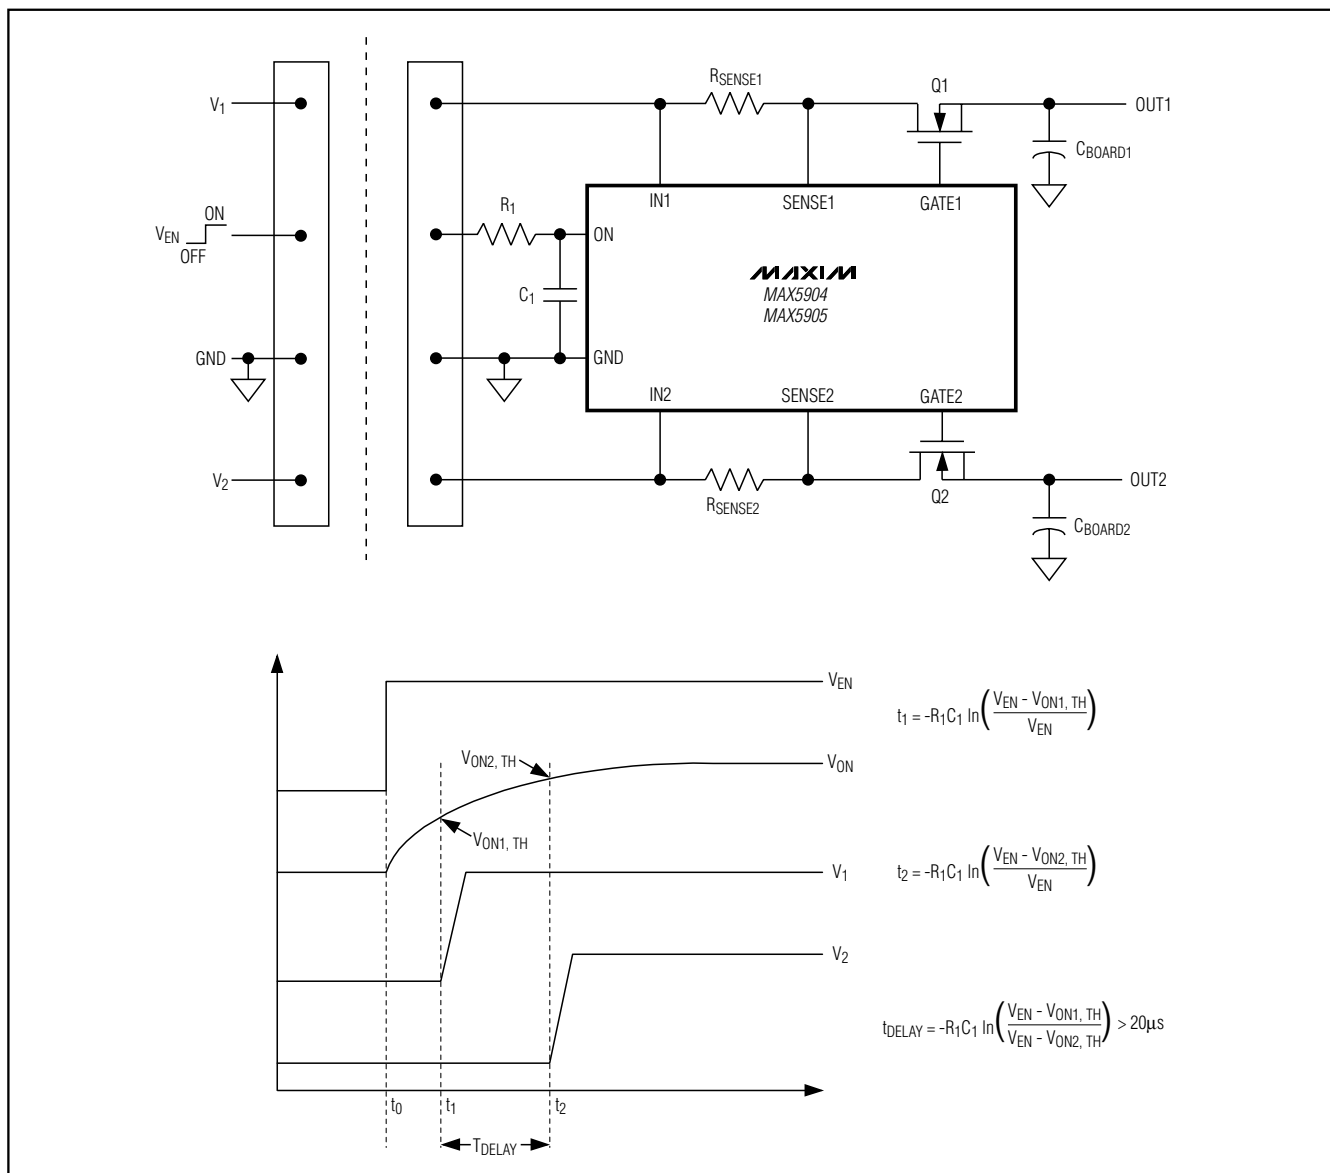 V1
VEN
ON
OFF
GND
V2
R1
C1
RSENSE1
Q1
OUT1
CBOARD1
IN1
SENSE1
GATE1
ON
MAXIM
MAX5904
MAX5905
GND
IN2
SENSE2
GATE2
RSENSE2
Q2
OUT2
CBOARD2
VEN
VON2, TH
VON
VON1, TH
V1
V2
t0
t1
t2
TDELAY
t1 = -R1C1 ln(VEN - VON1, TH / VEN)
t2 = -R1C1 ln(VEN - VON2, TH / VEN)
tDELAY = -R1C1 ln(VEN - VON1, TH / VEN - VON2, TH) > 20µs